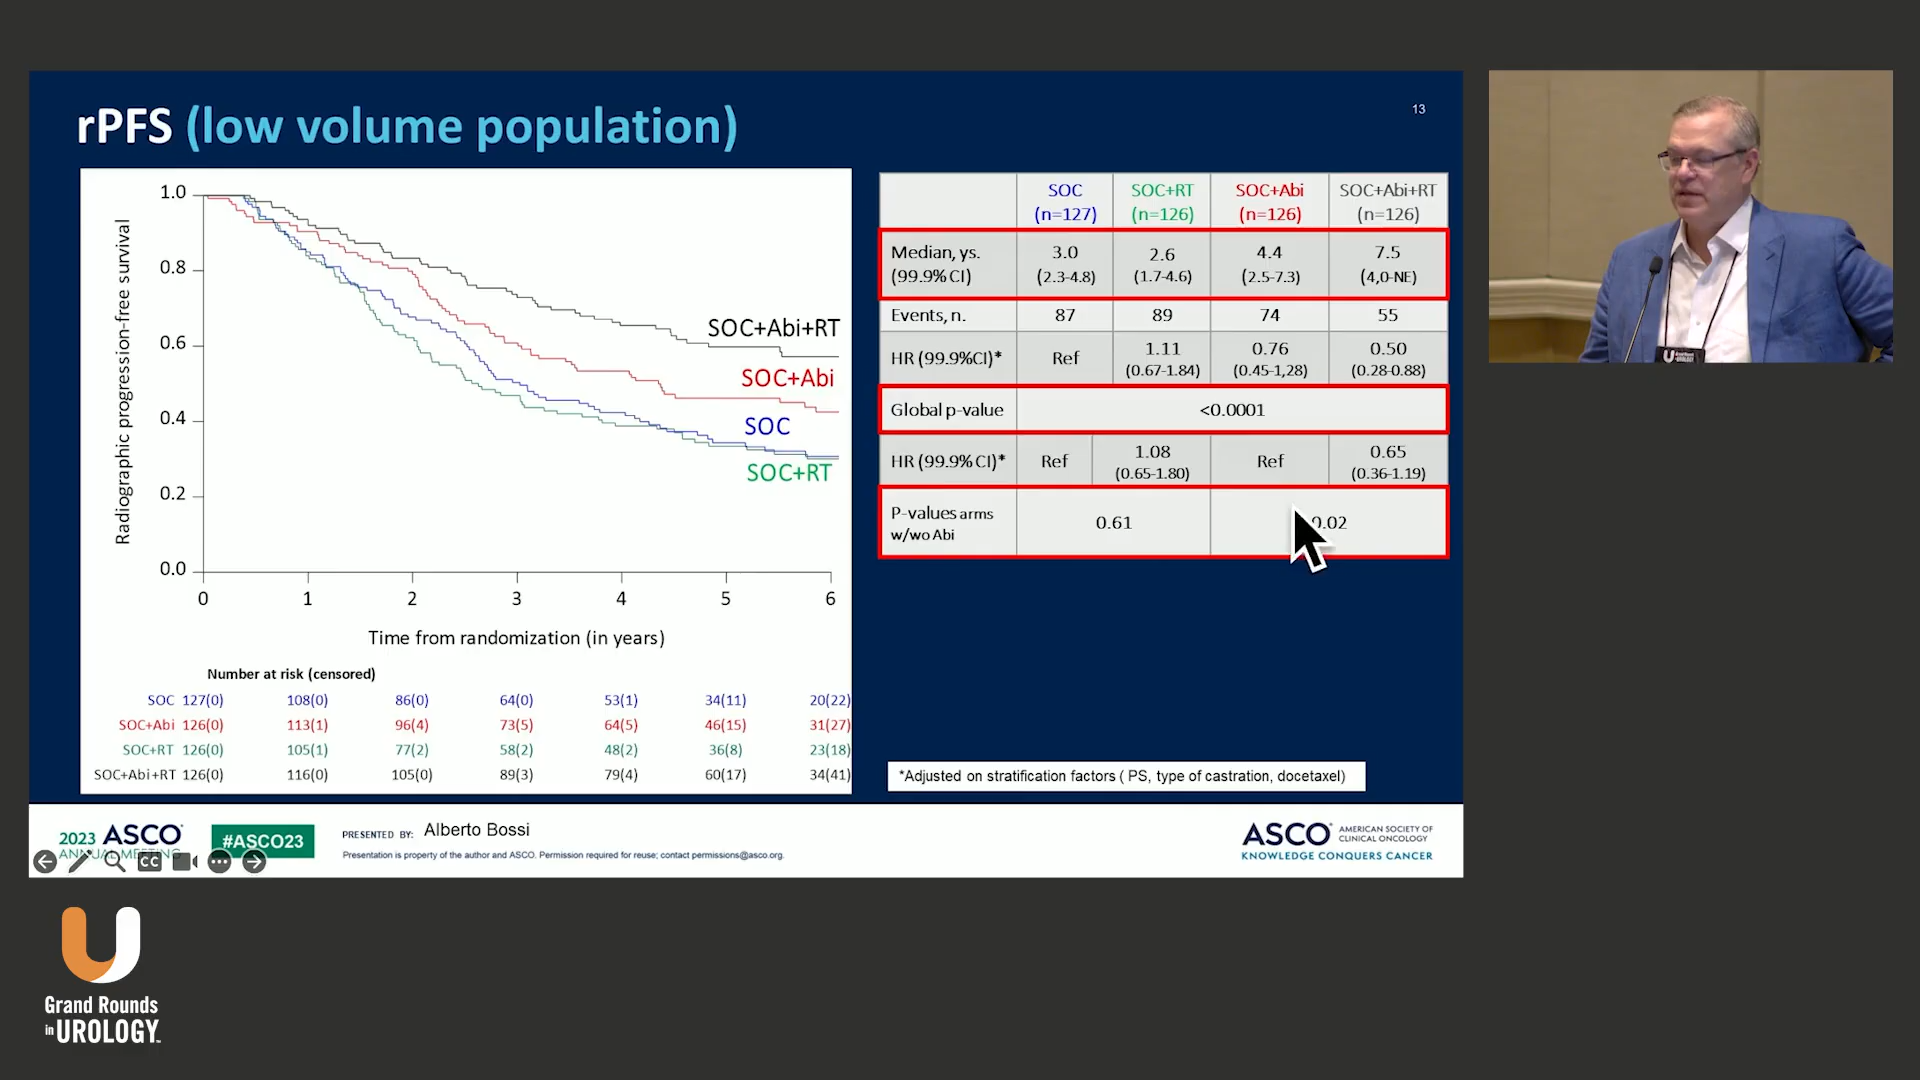 13
rPFS (low volume population)
1.0
0.8
0.6
0.4
0.2
0.0
Radiographic progression-free survival
SOC+Abi+RT
SOC+Abi
SOC
SOC+RT
0 1 2 3 4 5 6
Time from randomization (in years)
Number at risk (censored)
SOC 127(0) 108(0) 86(0) 64(0) 53(1) 34(11) 20(22)
SOC+Abi 126(0) 113(1) 96(4) 73(5) 64(5) 46(15) 31(27)
SOC+RT 126(0) 105(1) 77(2) 58(2) 48(2) 36(8) 23(18)
SOC+Abi+RT 126(0) 116(0) 105(0) 89(3) 79(4) 60(17) 34(41)
SOC SOC+RT SOC+Abi SOC+Abi+RT
(n=127) (n=126) (n=126) (n=126)
Median, ys. 3.0 2.6 4.4 7.5
(99.9% CI) (2.3-4.8) (1.7-4.6) (2.5-7.3) (4,0-NE)
Events, n. 87 89 74 55
HR (99.9%CI)* Ref 1.11 0.76 0.50
(0.67-1.84) (0.45-1,28) (0.28-0.88)
Global p-value <0.0001
HR (99.9% CI)* Ref 1.08 Ref 0.65
(0.65-1.80) (0.36-1.19)
P-values arms
w/wo Abi 0.61 0.02
*Adjusted on stratification factors ( PS, type of castration, docetaxel)
2023 ASCO
ANNUAL MEETING
#ASCO23
PRESENTED BY: Alberto Bossi
Presentation is property of the author and ASCO. Permission required for reuse; contact permissions@asco.org.
ASCO AMERICAN SOCIETY OF
CLINICAL ONCOLOGY
KNOWLEDGE CONQUERS CANCER
CC
Grand Rounds
in UROLOGY